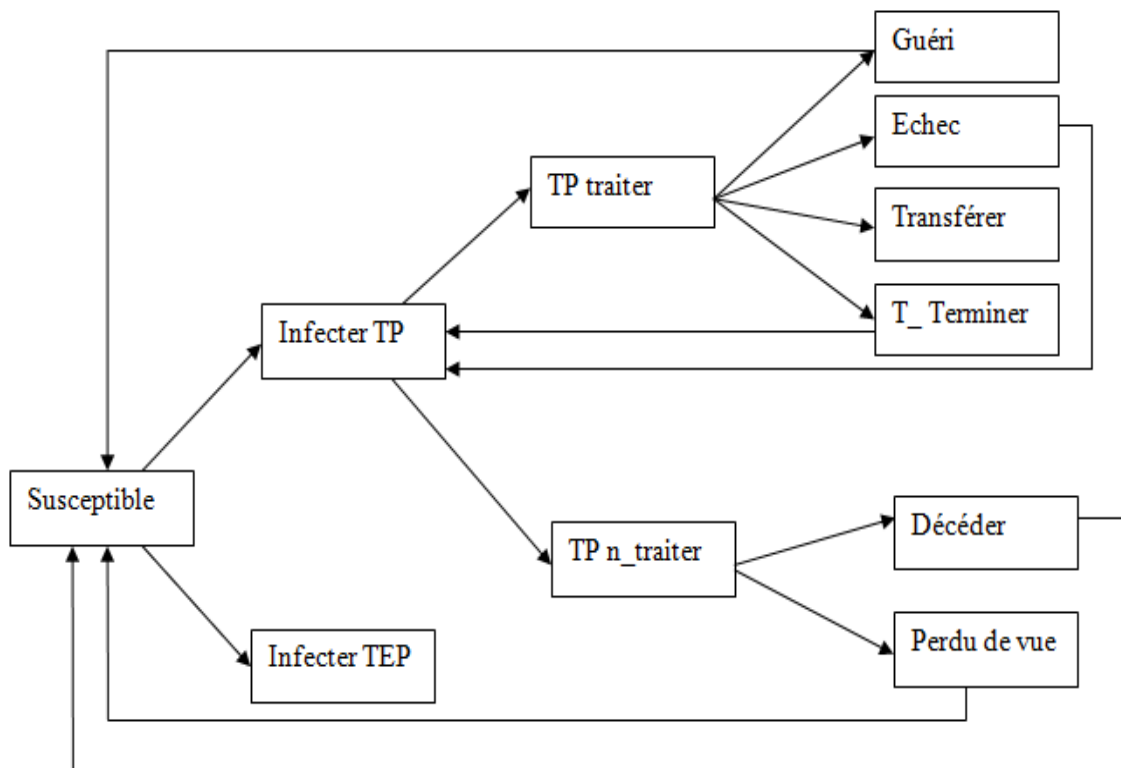 Guéri
Echec
TP traiter
Transférer
T_ Terminer
Infecter TP
Susceptible
Décéder
TP n_traiter
Perdu de vue
Infecter TEP